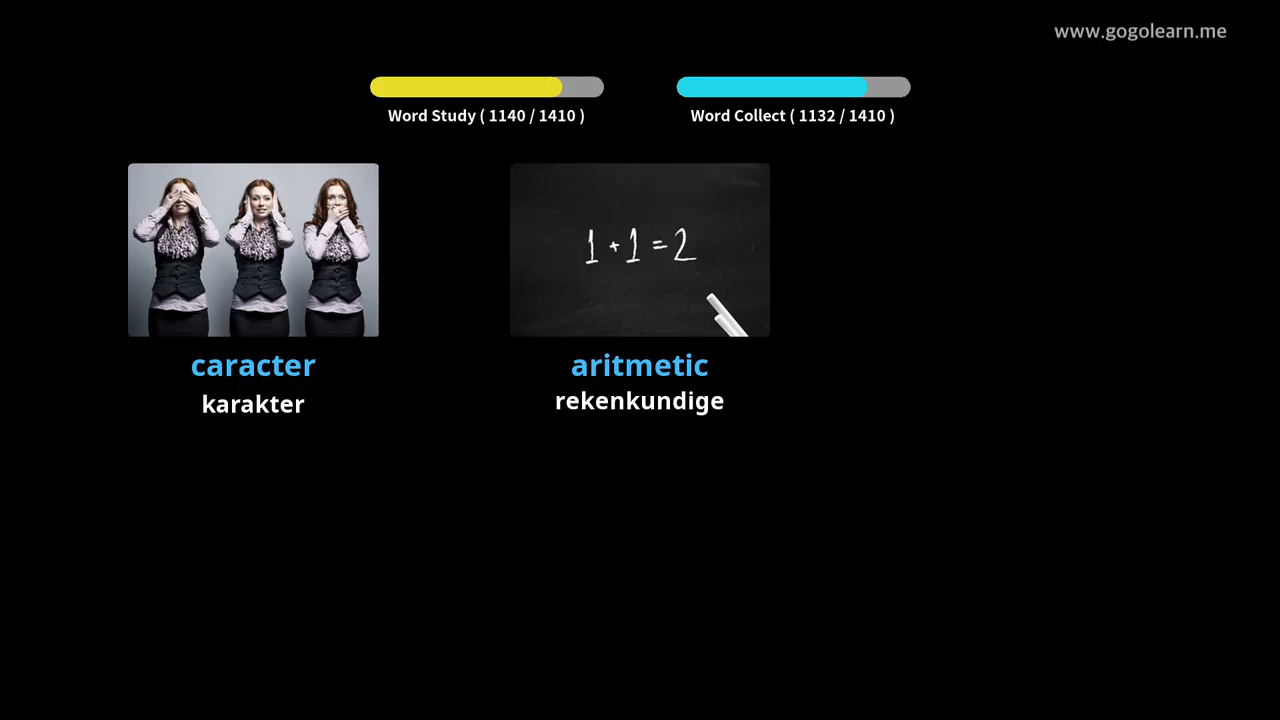 www.gogolearn.me
Word Study ( 1140 / 1410 )
Word Collect ( 1132 / 1410 )
1 + 1 = 2
caracter
karakter
aritmetic
rekenkundige